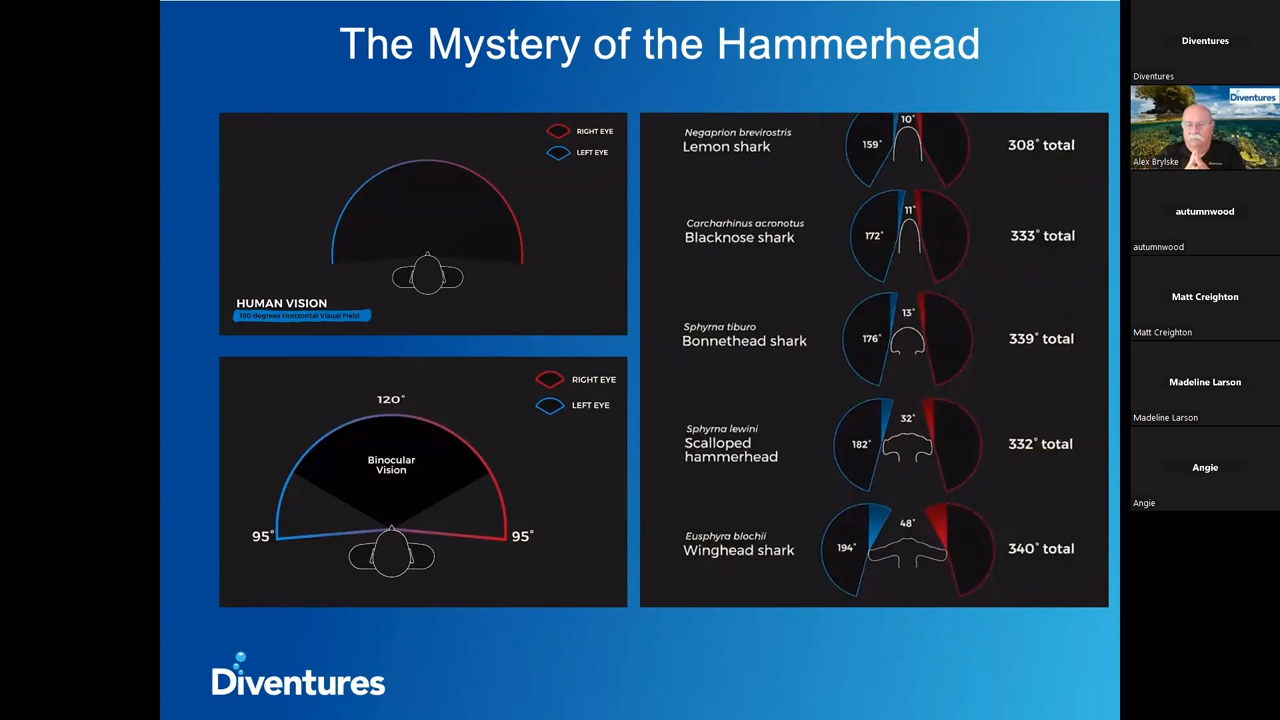 The Mystery of the Hammerhead
RIGHT EYE
LEFT EYE
HUMAN VISION
190 degrees Horizontal Visual Field
RIGHT EYE
LEFT EYE
120°
Binocular
Vision
95°
95°
Negaprion brevirostris
Lemon shark
159°
10°
308° total
Carcharhinus acronotus
Blacknose shark
172°
11°
333° total
Sphyrna tiburo
Bonnethead shark
176°
13°
339° total
Sphyrna lewini
Scalloped
hammerhead
182°
32°
332° total
Eusphyra blochii
Winghead shark
194°
48°
340° total
Diventures
Diventures
Diventures
Diventures
Alex Brylske
autumnwood
autumnwood
Matt Creighton
Matt Creighton
Madeline Larson
Madeline Larson
Angie
Angie